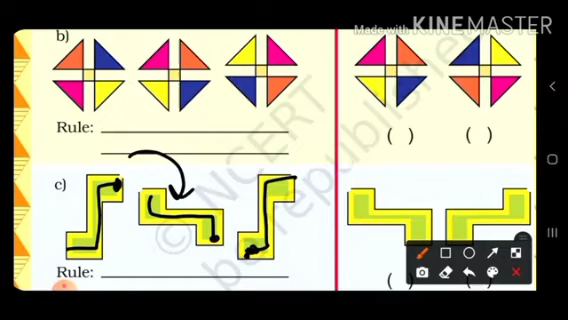 Made with KINEMASTER
b)
Rule:
( ) ( )
c)
Rule:
( ) ( )
© NCERT
be republished